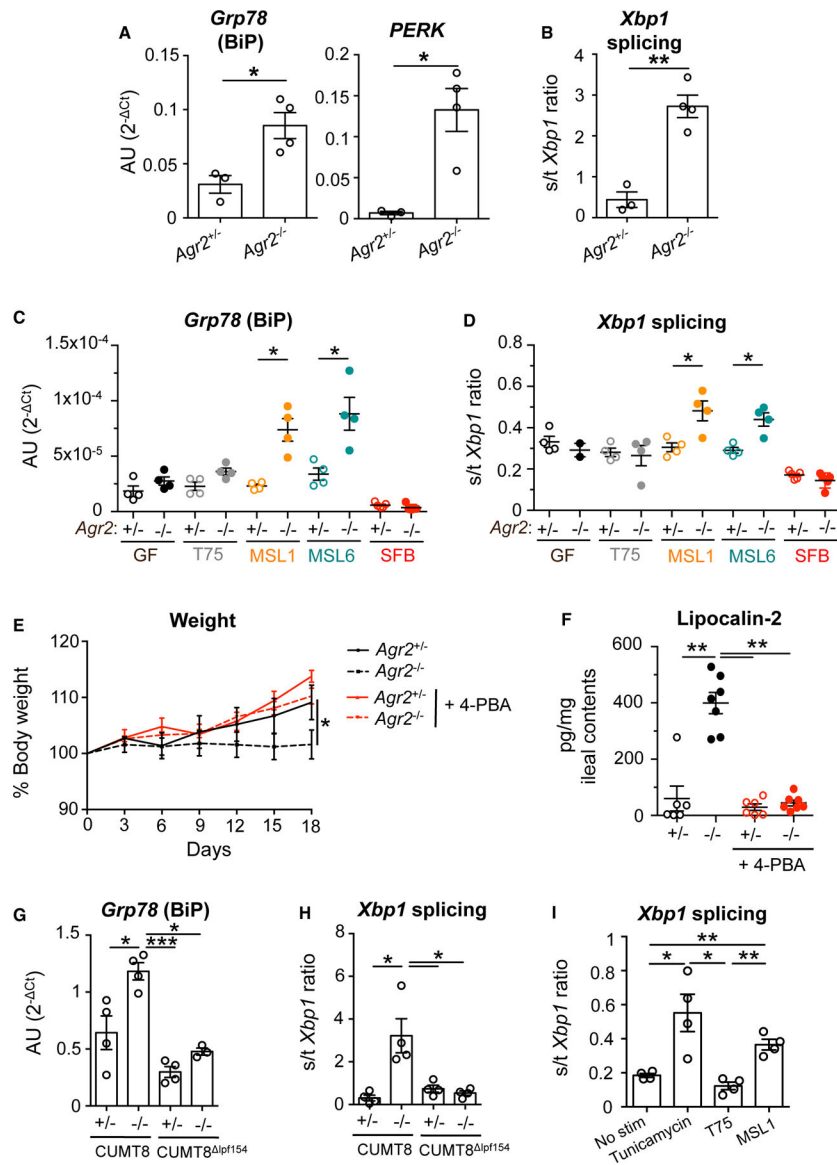 A
Grp78
(BiP)
PERK
B
Xbp1
splicing
*
*
**
AU (2-ΔCt)
0.15
0.1
0.05
0
0.2
0.15
0.1
0.05
0
s/t Xbp1 ratio
4
3
2
1
0
Agr2+/-
Agr2-/-
Agr2+/-
Agr2-/-
Agr2+/-
Agr2-/-
C
Grp78 (BiP)
AU (2-ΔCt)
1.5x10-4
1x10-4
5x10-5
0
*
*
Agr2: +/- -/- +/- -/- +/- -/- +/- -/- +/- -/-
GF T75 MSL1 MSL6 SFB
D
Xbp1 splicing
s/t Xbp1 ratio
0.8
0.6
0.4
0.2
0
*
*
Agr2: +/- -/- +/- -/- +/- -/- +/- -/- +/- -/-
GF T75 MSL1 MSL6 SFB
E
Weight
% Body weight
120
110
100
90
0 3 6 9 12 15 18
Days
*
Agr2+/-
Agr2-/-
Agr2+/-
Agr2-/-
+ 4-PBA
F
Lipocalin-2
pg/mg
ileal contents
600
400
200
0
** **
+/- -/- +/- -/-
+ 4-PBA
G
Grp78 (BiP)
AU (2-ΔCt)
1.5
1
0.5
0
*
* ***
+/- -/- +/- -/-
CUMT8 CUMT8Δlpf154
H
Xbp1 splicing
s/t Xbp1 ratio
8
6
4
2
0
* *
+/- -/- +/- -/-
CUMT8 CUMT8Δlpf154
I
Xbp1 splicing
s/t Xbp1 ratio
1
0.8
0.6
0.4
0.2
0
**
* * **
No stim
Tunicamycin
T75
MSL1